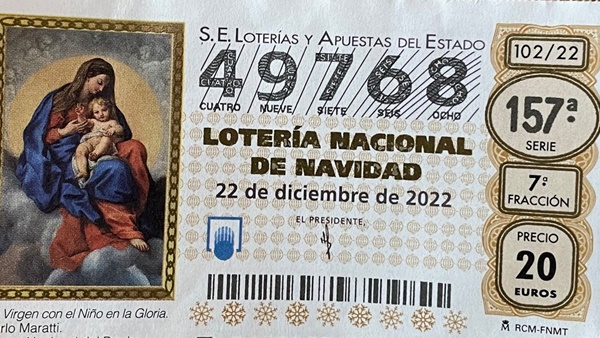 S.E. LOTERÍAS Y APUESTAS DEL ESTADO
49768
CUATRO NUEVE SIETE SEIS OCHO
LOTERÍA NACIONAL
DE NAVIDAD
22 de diciembre de 2022
EL PRESIDENTE,
102/22
157ª
SERIE
7ª
FRACCIÓN
PRECIO
20
EUROS
RCM-FNMT
Virgen con el Niño en la Gloria.
Maratti.